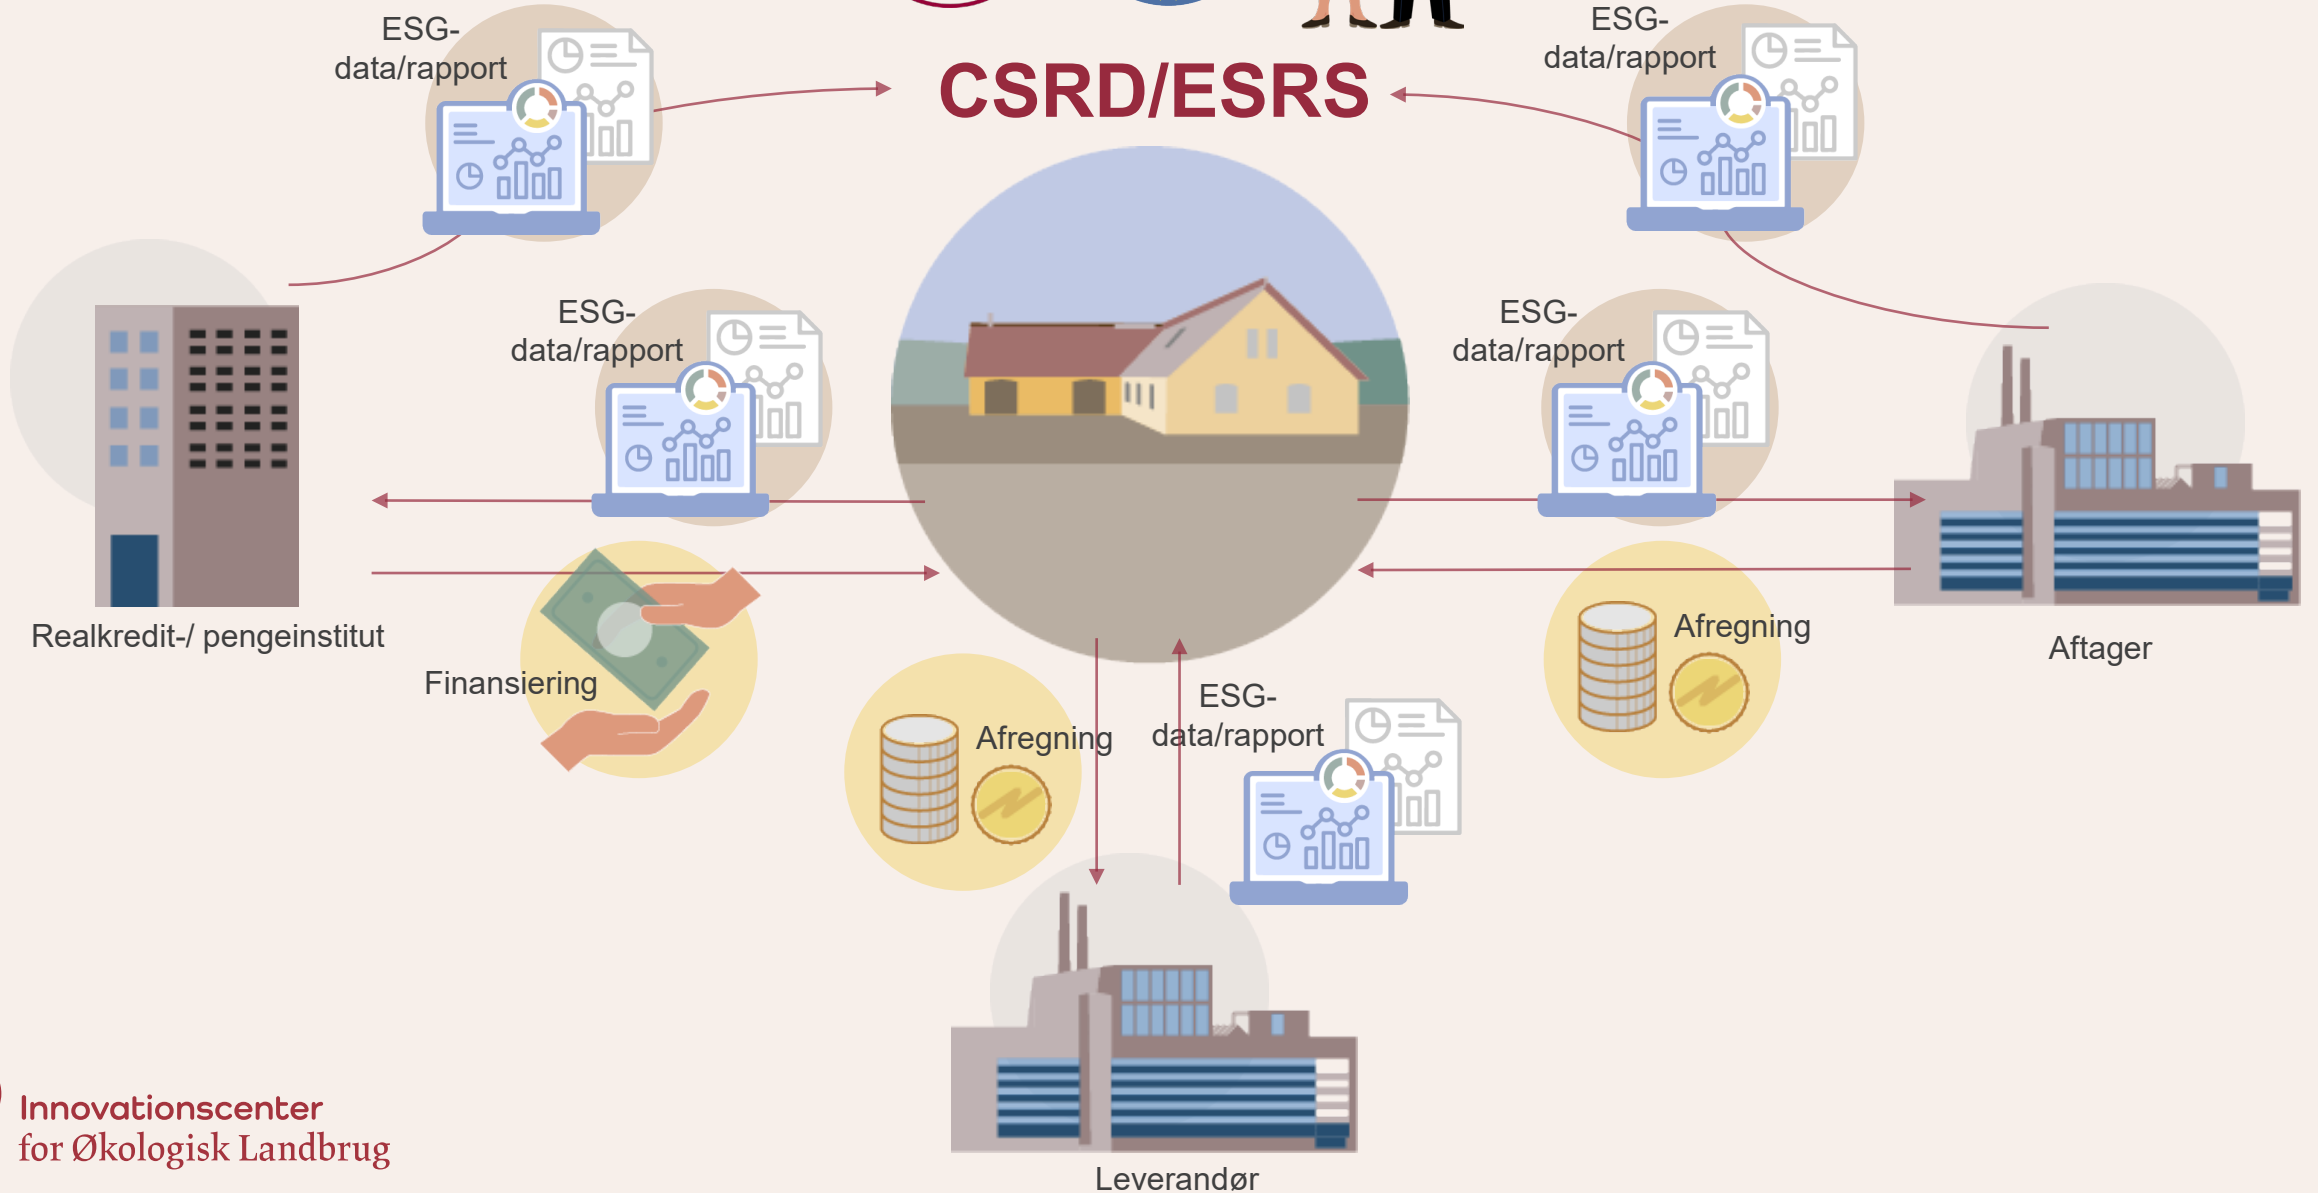 ESG-
data/rapport
CSRD/ESRS
ESG-
data/rapport
ESG-
data/rapport
ESG-
data/rapport
Realkredit-/ pengeinstitut
Finansiering
Afregning
Aftager
ESG-
data/rapport
Afregning
Leverandør
Innovationscenter
for Økologisk Landbrug